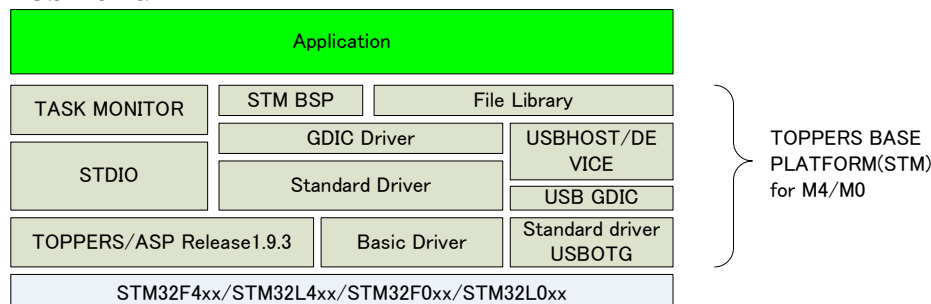 Application
TASK MONITOR
STM BSP
File Library
GDIC Driver
USBHOST/DE
VICE
STDIO
Standard Driver
USB GDIC
TOPPERS/ASP Release1.9.3
Basic Driver
Standard driver
USBOTG
STM32F4xx/STM32L4xx/STM32F0xx/STM32L0xx
TOPPERS BASE
PLATFORM(STM)
for M4/M0